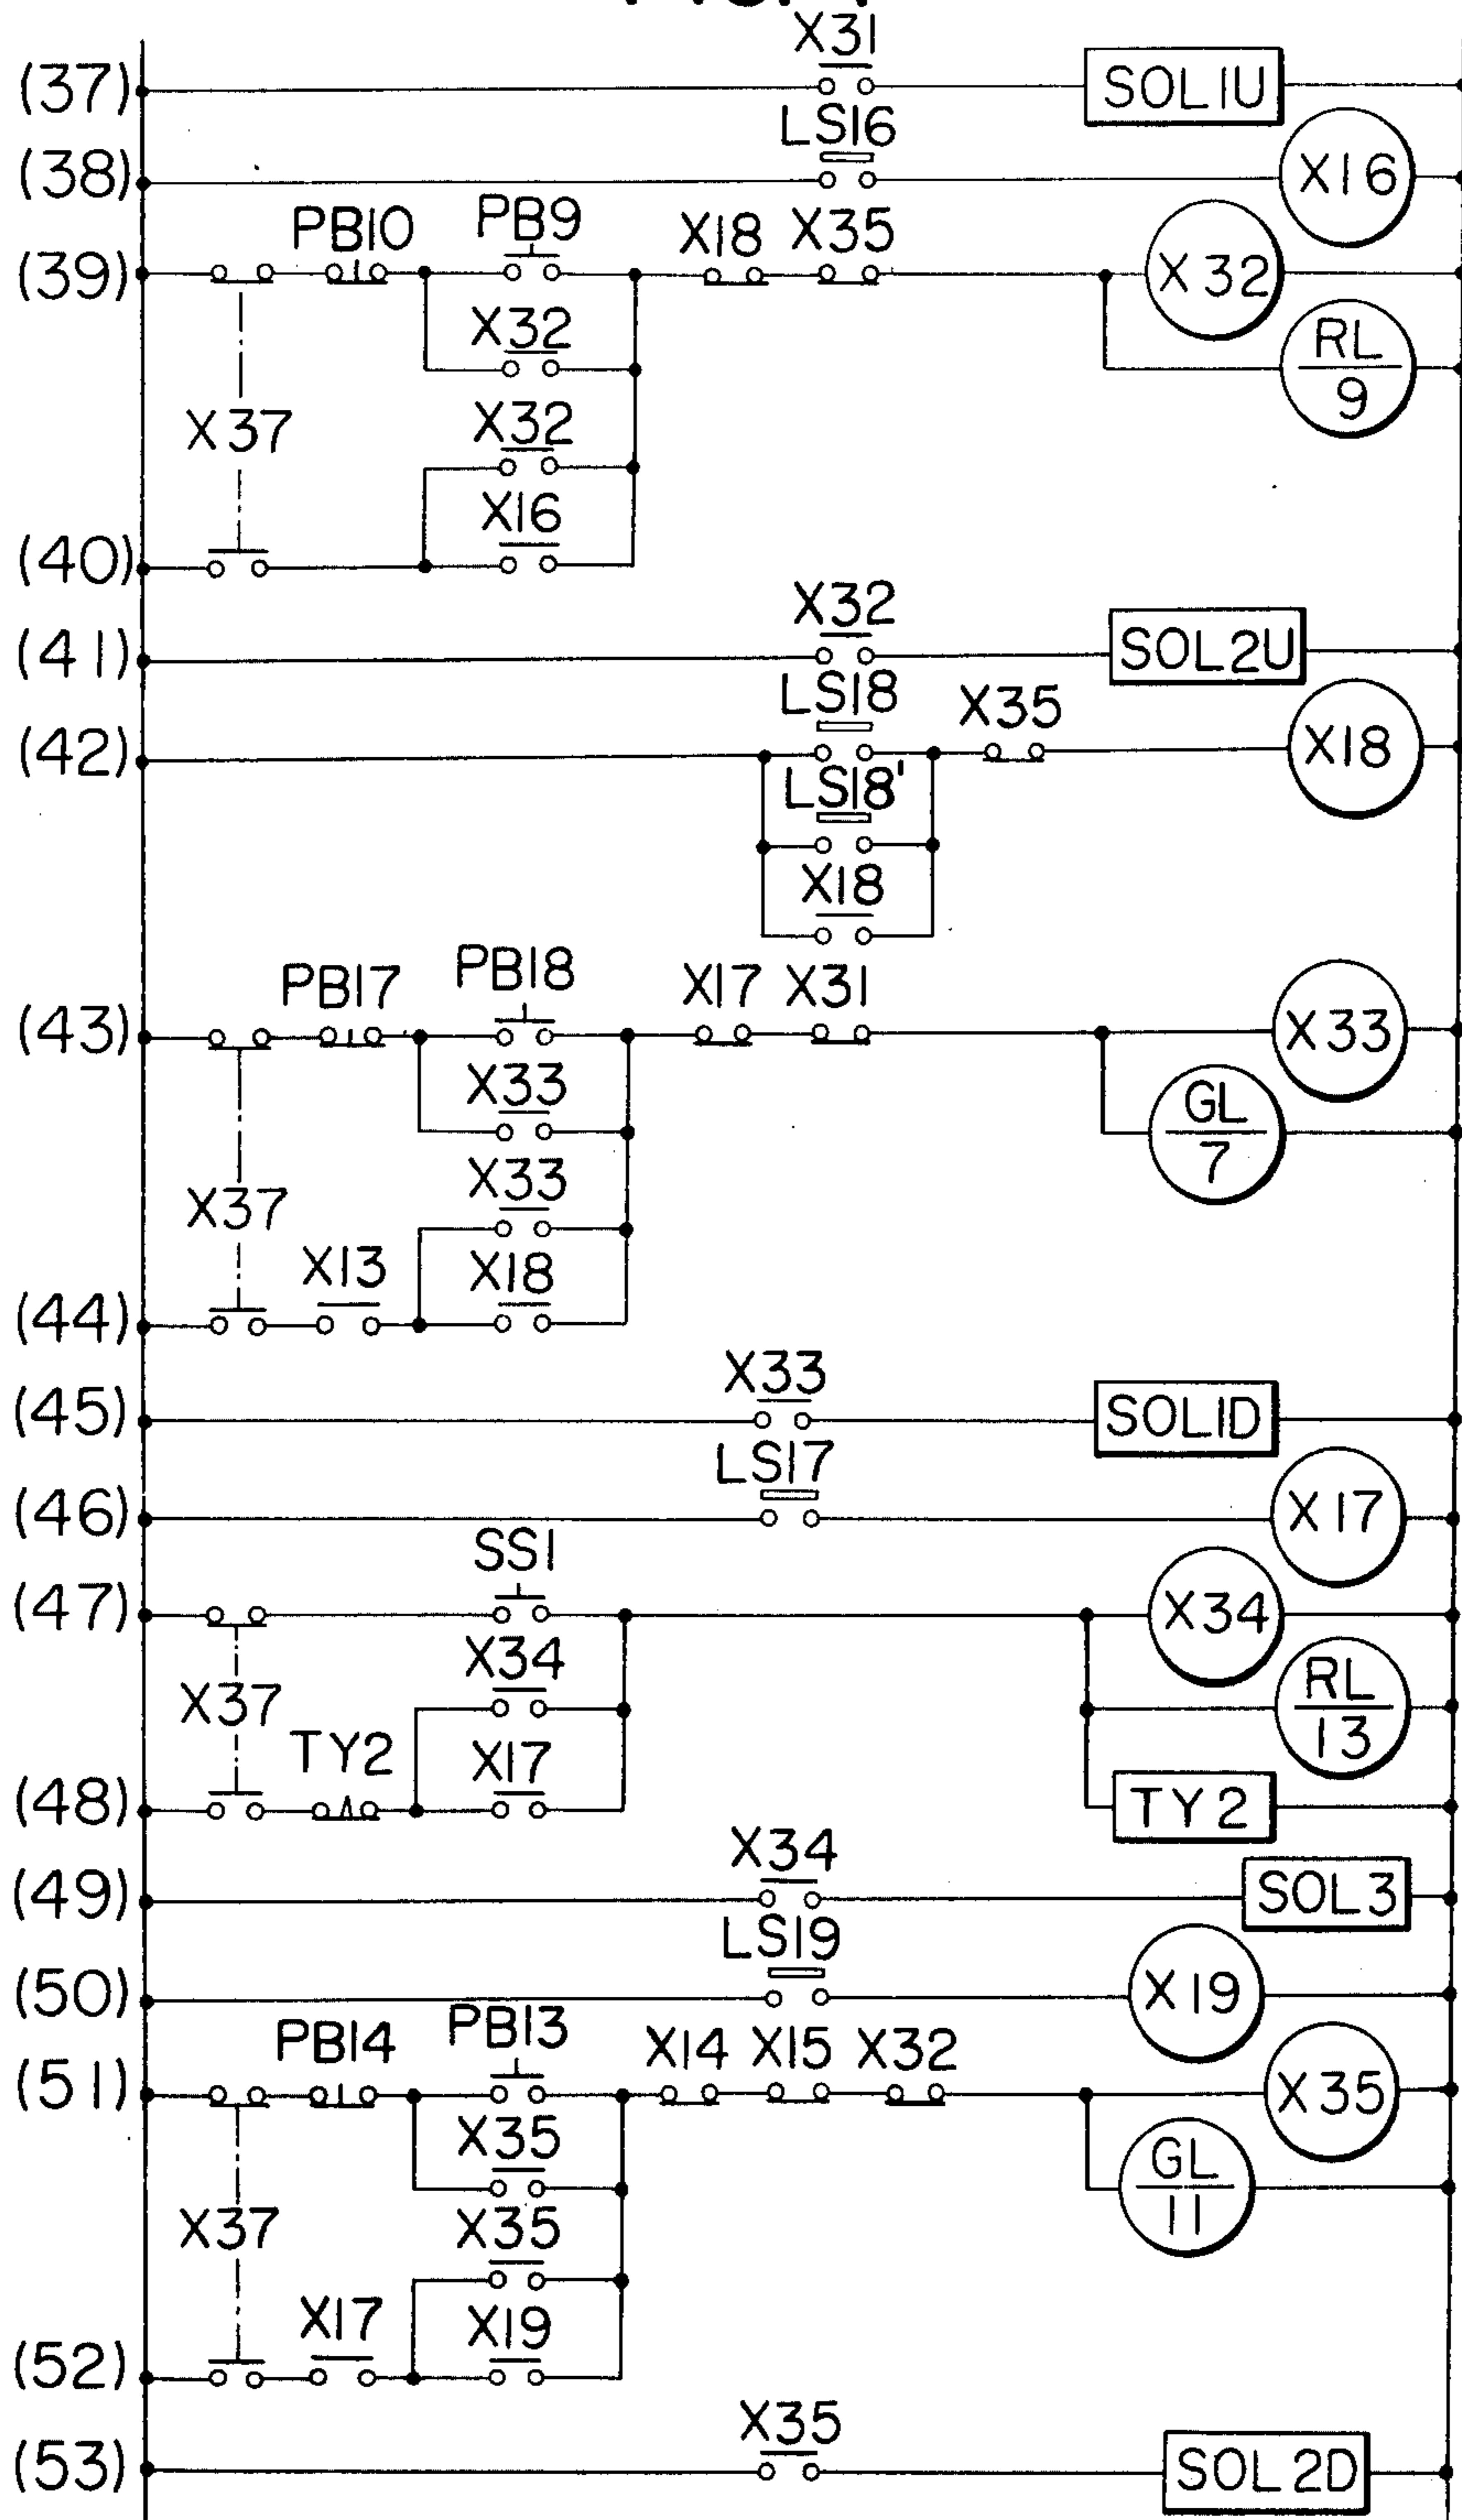 X31
(37) SOL1U
LS16
(38) X16
PB10 PB9 X18 X35
(39) X32
X32
RL
9
X32
X37
X16
(40)
X32
(41) SOL2U
LS18 X35
(42) X18
LS18'
X18
PB17 PB18 X17 X31
(43) X33
X33
GL
7
X33
X37
X13 X18
(44)
X33
(45) SOL1D
LS17
(46) X17
SS1
(47) X34
X34
RL
13
X37
TY2 X17
(48) TY2
X34
(49) SOL3
LS19
(50) X19
PB14 PB13 X14 X15 X32
(51) X35
X35
GL
11
X35
X37
X17 X19
(52)
X35
(53) SOL2D